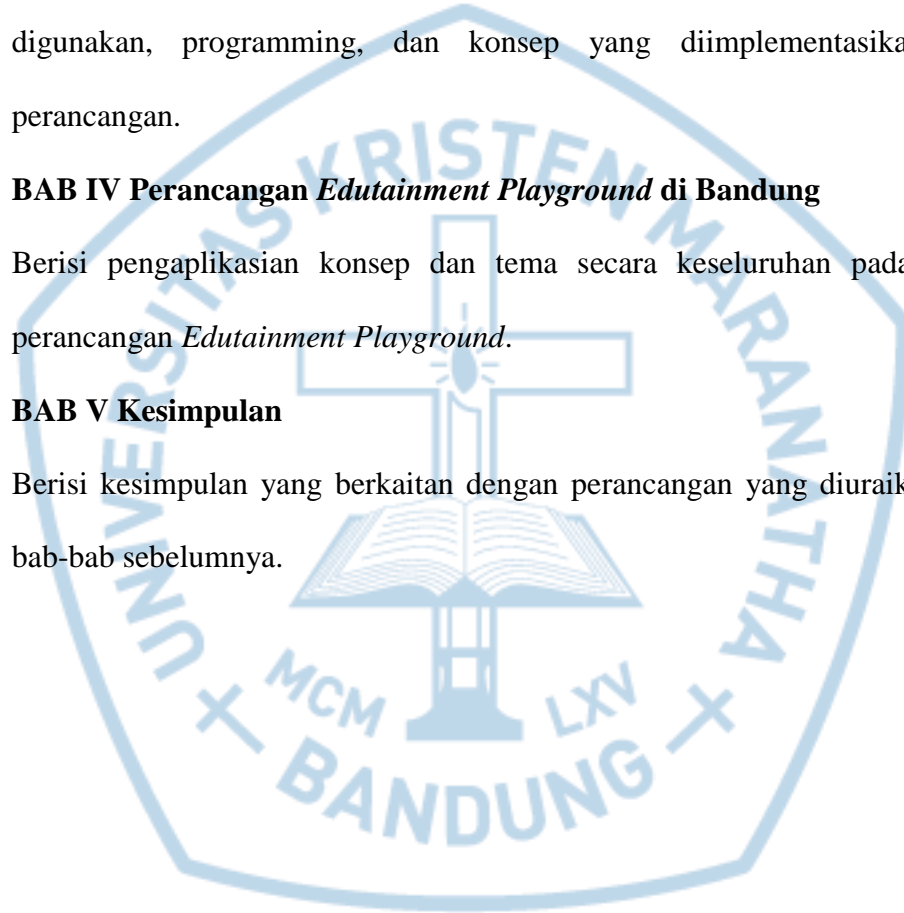 digunakan, programming, dan konsep yang diimplementasika
perancangan.
BAB IV Perancangan Edutainment Playground di Bandung
Berisi pengaplikasian konsep dan tema secara keseluruhan pada
perancangan Edutainment Playground.
BAB V Kesimpulan
Berisi kesimpulan yang berkaitan dengan perancangan yang diuraik
bab-bab sebelumnya.
UNIVERSITAS KRISTEN MARANATHA
MCM LXV
BANDUNG